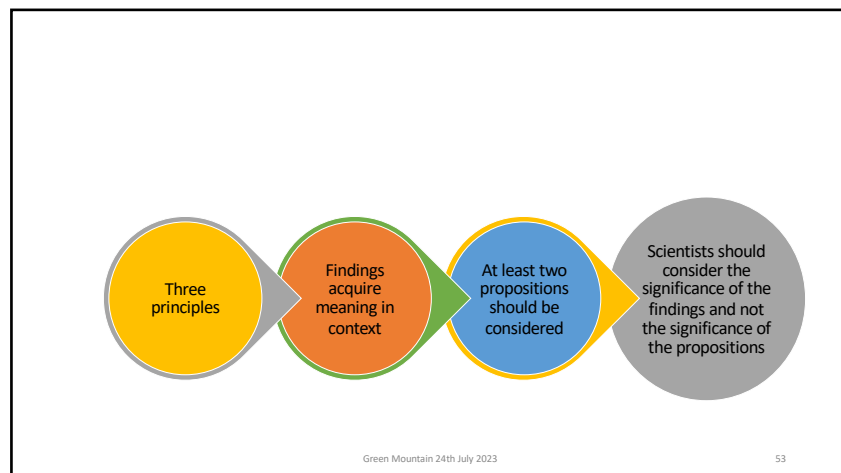 Three
principles
Findings
acquire
meaning in
context
At least two
propositions
should be
considered
Scientists should
consider the
significance of the
findings and not
the significance of
the propositions
Green Mountain 24th July 2023
53